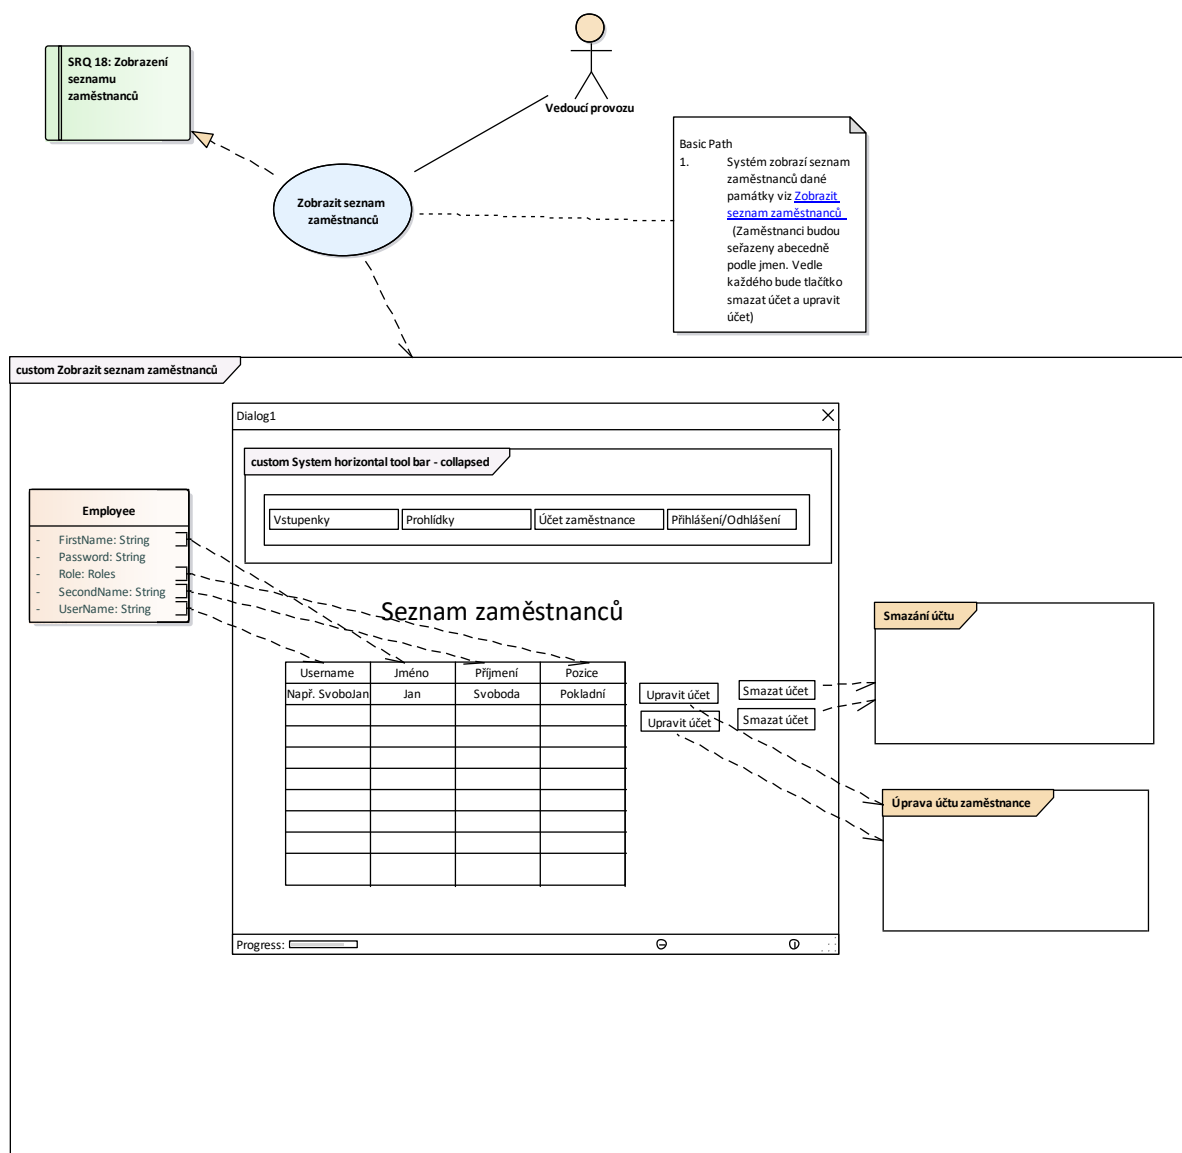 SRQ 18: Zobrazení
seznamu
zaměstnanců
Vedoucí provozu
Zobrazit seznam
zaměstnanců
Basic Path
1. Systém zobrazí seznam
zaměstnanců dané
památky viz Zobrazit
seznam zaměstnanců
(Zaměstnanci budou
seřazeny abecedně
podle jmen. Vedle
každého bude tlačítko
smazat účet a upravit
účet)
custom Zobrazit seznam zaměstnanců
Dialog1
custom System horizontal tool bar - collapsed
Vstupenky Prohlídky Účet zaměstnance Přihlášení/Odhlášení
Employee
- FirstName: String
- Password: String
- Role: Roles
- SecondName: String
- UserName: String
Seznam zaměstnanců
Username Jméno Příjmení Pozice
Např. SvoboJan Jan Svoboda Pokladní
Upravit účet Smazat účet
Upravit účet Smazat účet
Smazání účtu
Úprava účtu zaměstnance
Progress: